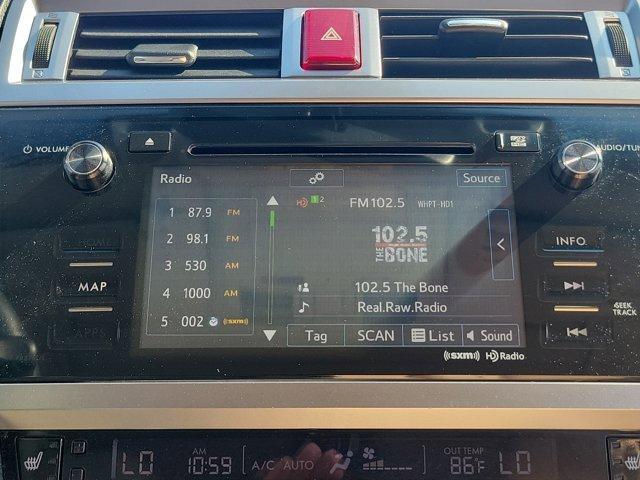 VOLUME
AUDIO/TUN
Radio
Source
1 87.9 FM
2 98.1 FM
3 530 AM
4 1000 AM
5 002 ((sxm))
HD 1 2
FM102.5 WHPT-HD1
102.5
THE BONE
102.5 The Bone
Real.Raw.Radio
Tag
SCAN
List
Sound
MAP
INFO
SEEK
TRACK
((sxm)) HD Radio
LO
AM
10:59
A/C AUTO
OUT TEMP
86°F
LO